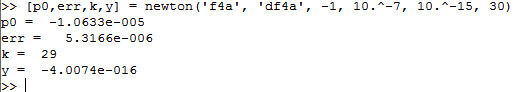 >> [p0,err,k,y] = newton('f4a', 'df4a', -1, 10.^-7, 10.^-15, 30)
p0 =  -1.0633e-005
err =   5.3166e-006
k =  29
y =  -4.0074e-016
>>